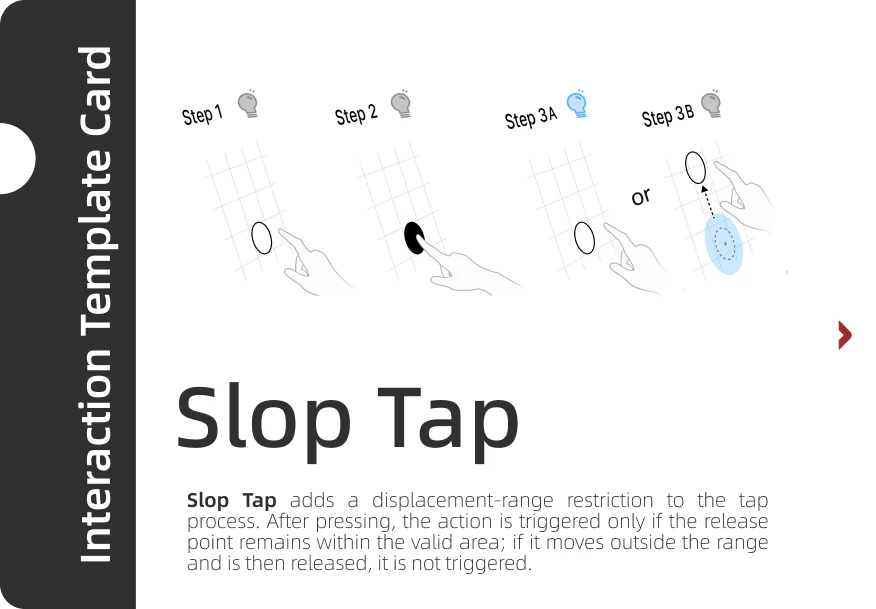 Interaction Template Card
Step 1
Step 2
Step 3A
or
Step 3B
Slop Tap
Slop Tap adds a displacement-range restriction to the tap
process. After pressing, the action is triggered only if the release
point remains within the valid area; if it moves outside the range
and is then released, it is not triggered.